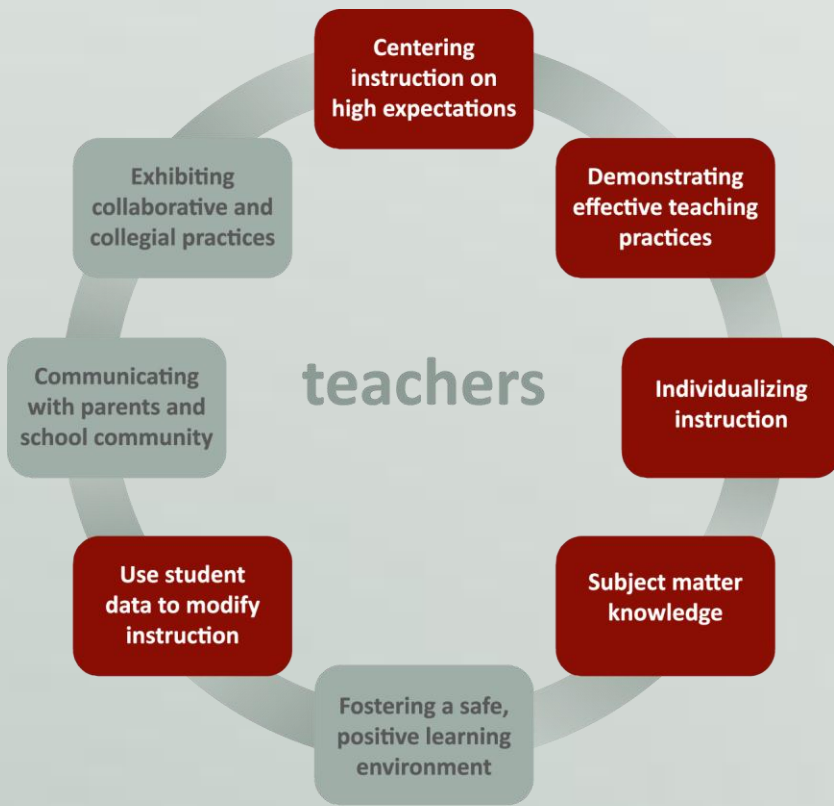 Centering
instruction on
high expectations
Demonstrating
effective teaching
practices
Individualizing
instruction
Subject matter
knowledge
Fostering a safe,
positive learning
environment
Use student
data to modify
instruction
Communicating
with parents and
school community
Exhibiting
collaborative and
collegial practices
teachers